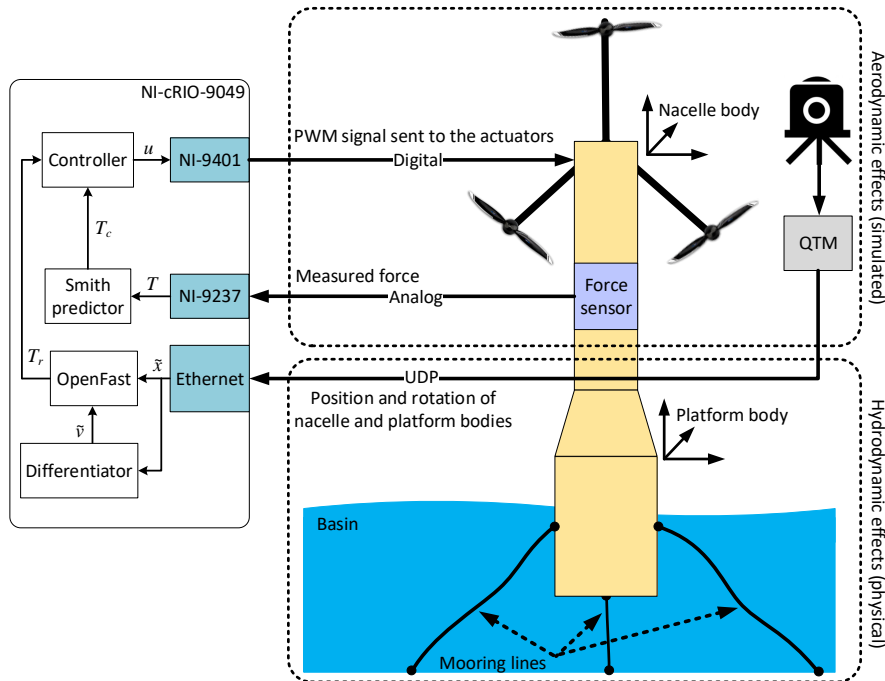 NI-cRIO-9049
Controller
u
NI-9401
T_c
Smith
predictor
T
NI-9237
T_r
OpenFast
x̃
Ethernet
ṽ
Differentiator
PWM signal sent to the actuators
Digital
Measured force
Analog
UDP
Position and rotation of
nacelle and platform bodies
Nacelle body
QTM
Force
sensor
Aerodynamic effects (simulated)
Platform body
Basin
Mooring lines
Hydrodynamic effects (physical)